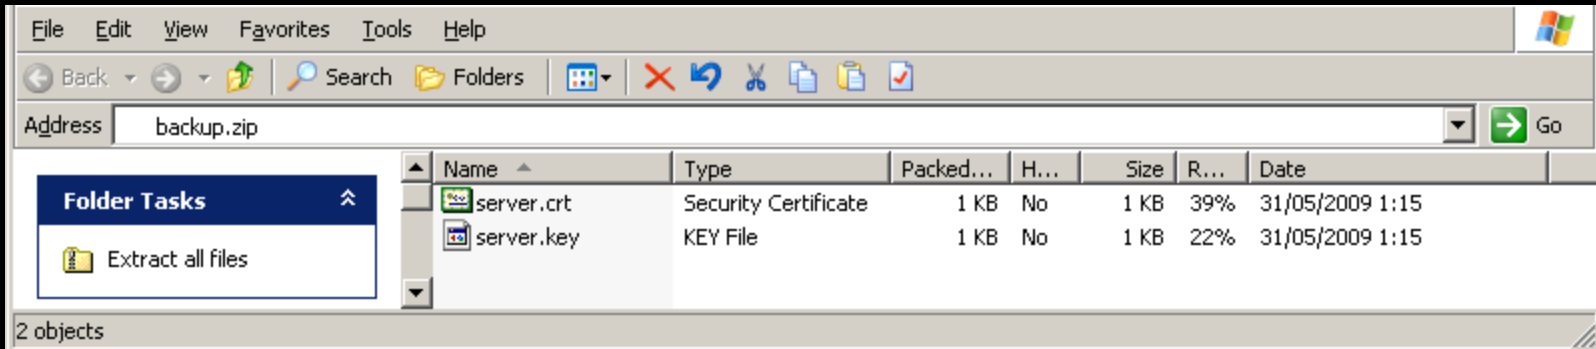 File Edit View Favorites Tools Help
Back Search Folders
Address backup.zip Go
Name Type Packed... H... Size R... Date
Folder Tasks
server.crt Security Certificate 1 KB No 1 KB 39% 31/05/2009 1:15
server.key KEY File 1 KB No 1 KB 22% 31/05/2009 1:15
Extract all files
2 objects